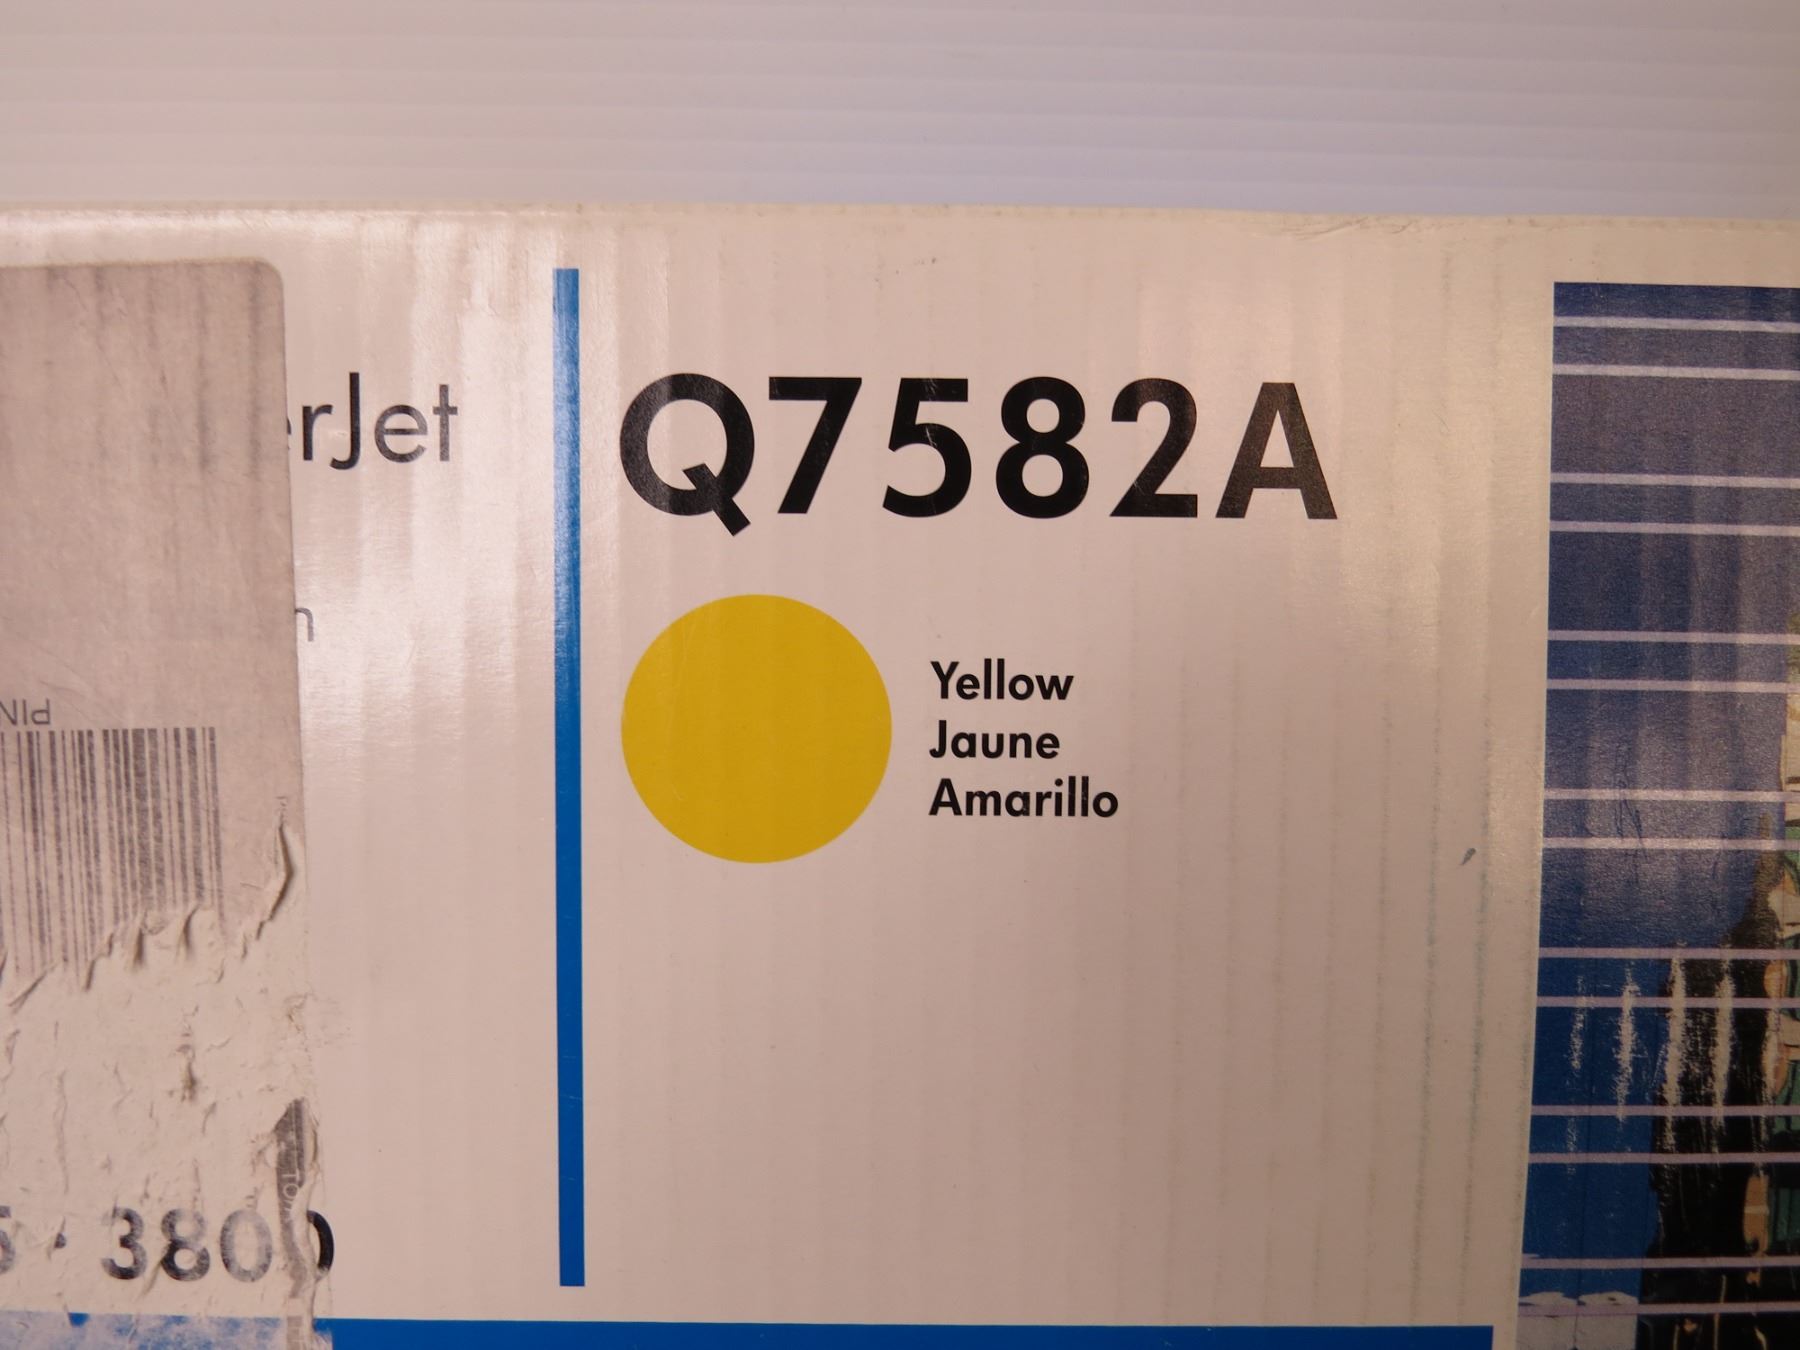 erJet
Q7582A
Yellow
Jaune
Amarillo
3800